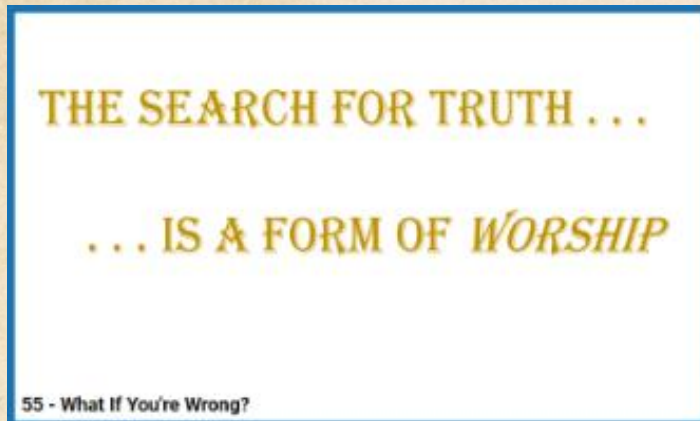 THE SEARCH FOR TRUTH . . .
. . . IS A FORM OF WORSHIP
55 - What If You're Wrong?